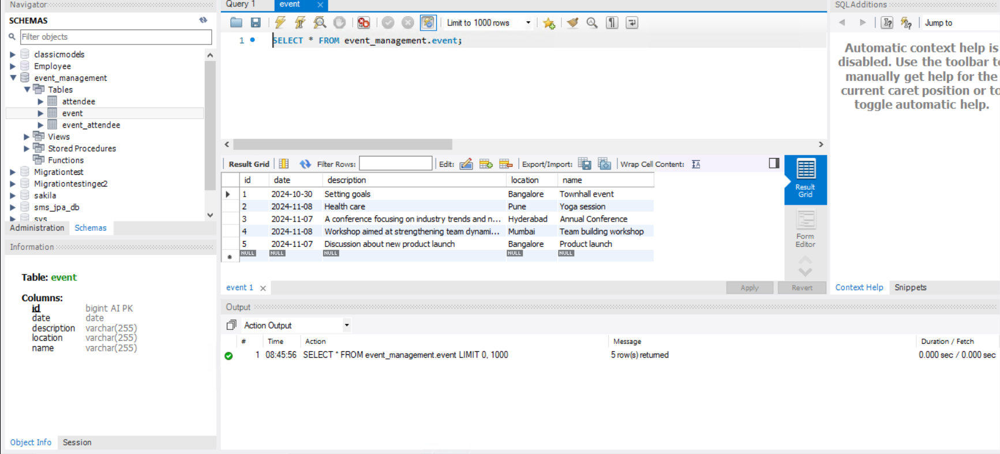 Navigator
SCHEMAS
Filter objects
classicmodels
Employee
event_management
Tables
attendee
event
event_attendee
Views
Stored Procedures
Functions
Migrationtest
Migrationtestingec2
sakila
sms_jpa_db
sys
Administration Schemas
Information
Table: event
Columns:
id bigint AI PK
date date
description varchar(255)
location varchar(255)
name varchar(255)
Object Info Session
Query 1 event
Limit to 1000 rows
1 SELECT * FROM event_management.event;
Result Grid Filter Rows: Edit: Export/Import: Wrap Cell Content:
id date description location name
1 2024-10-30 Setting goals Bangalore Townhall event
2 2024-11-08 Health care Pune Yoga session
3 2024-11-07 A conference focusing on industry trends and n... Hyderabad Annual Conference
4 2024-11-08 Workshop aimed at strengthening team dynami... Mumbai Team building workshop
5 2024-11-07 Discussion about new product launch Bangalore Product launch
NULL NULL NULL NULL NULL
Result
Grid
Form
Editor
event 1 Apply Revert
Output
Action Output
# Time Action Message Duration / Fetch
1 08:45:56 SELECT * FROM event_management.event LIMIT 0, 1000 5 row(s) returned 0.000 sec / 0.000 sec
SQLAdditions
Jump to
Automatic context help is
disabled. Use the toolbar to
manually get help for the
current caret position or to
toggle automatic help.
Context Help Snippets